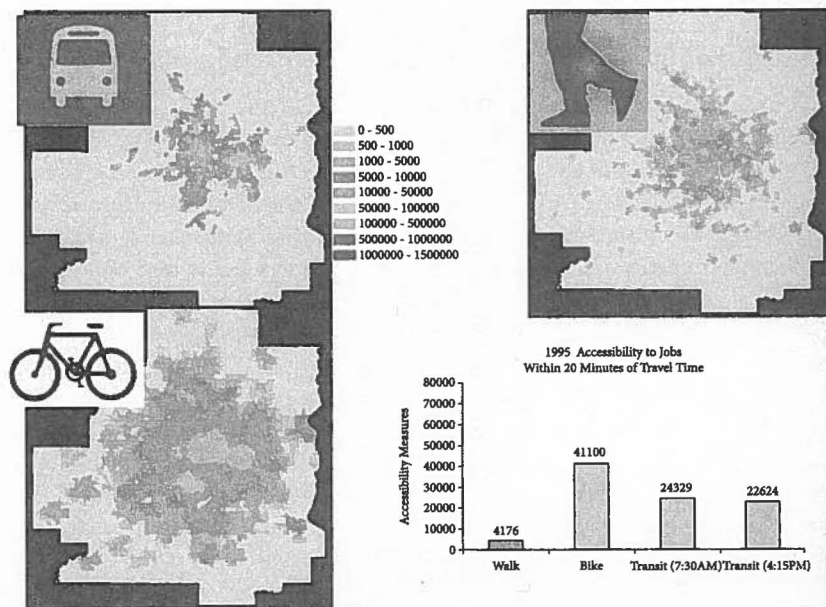 0 - 500
500 - 1000
1000 - 5000
5000 - 10000
10000 - 50000
50000 - 100000
100000 - 500000
500000 - 1000000
1000000 - 1500000
1995 Accessibility to Jobs
Within 20 Minutes of Travel Time
Accessibility Measures
80000
70000
60000
50000
40000
30000
20000
10000
0
4176
41100
24329
22624
Walk
Bike
Transit (7:30AM)
Transit (4:15PM)